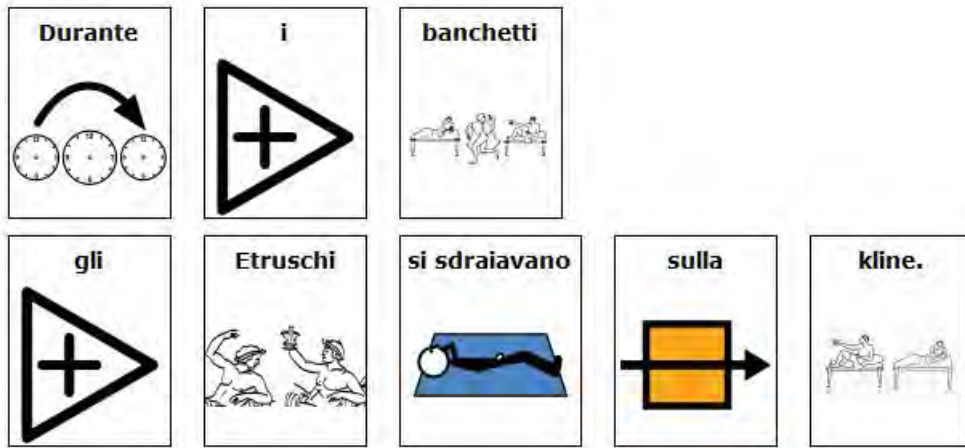 Durante i banchetti
gli Etruschi si sdraiavano sulla kline.